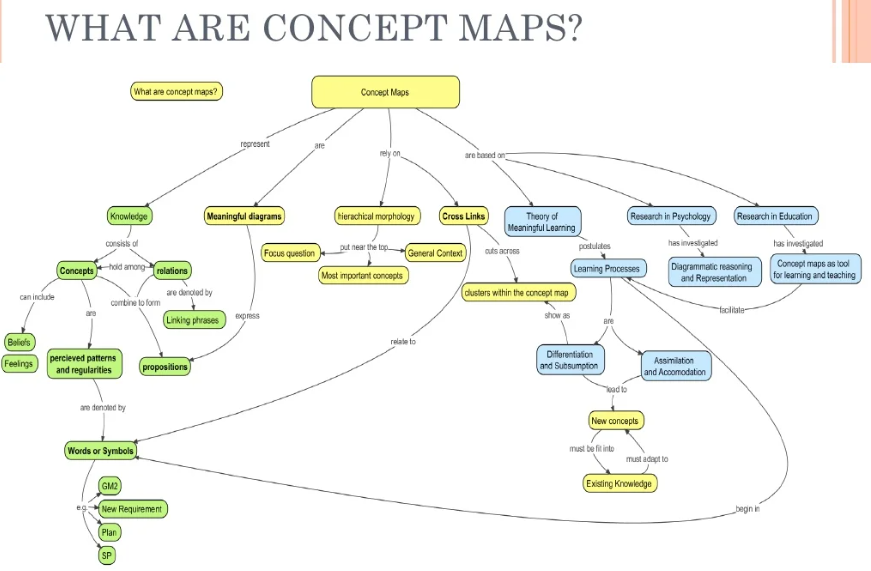 WHAT ARE CONCEPT MAPS?
What are concept maps?
Concept Maps
represent
are
rely on
are based on
Knowledge
Meaningful diagrams
hierachical morphology
Cross Links
Theory of
Meaningful Learning
Research in Psychology
Research in Education
consists of
put near the top
cuts across
postulates
has investigated
has investigated
Focus question
General Context
Concepts
hold among
relations
Most important concepts
Learning Processes
Diagrammatic reasoning
and Representation
Concept maps as tool
for learning and teaching
can include
combine to form
are denoted by
clusters within the concept map
facilitate
are
Linking phrases
express
show as
are
Beliefs
Feelings
percieved patterns
and regularities
propositions
relate to
Differentiation
and Subsumption
Assimilation
and Accomodation
lead to
are denoted by
New concepts
Words or Symbols
must be fit into
must adapt to
Existing Knowledge
GM2
e.g.
New Requirement
begin in
Plan
SP